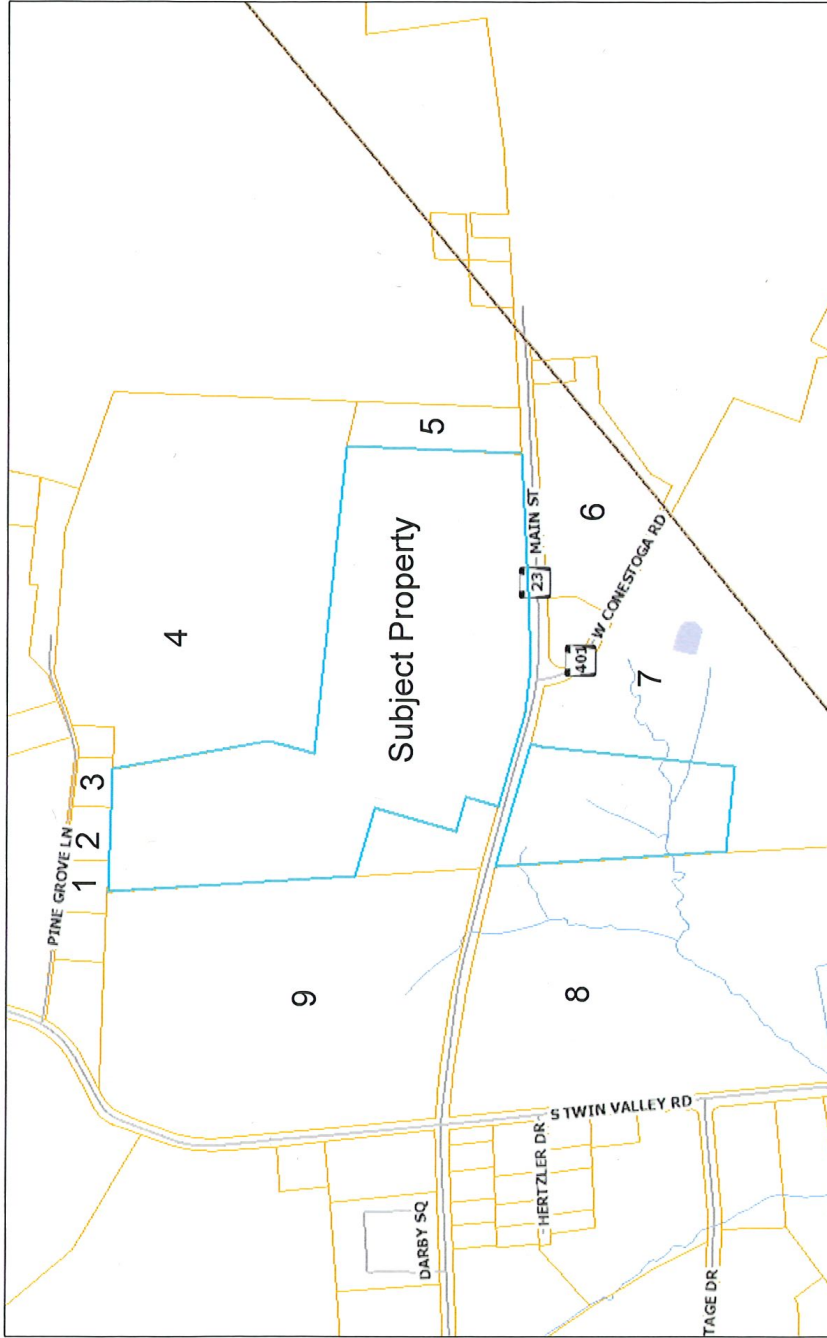 PINE GROVE LN
1 2 3
4
9
Subject Property
DARBY SQ
5
23
MAIN ST
HERTZLER DR
401
8
6
S TWIN VALLEY RD
EW CONESTOGA RD
7
TAGE DR